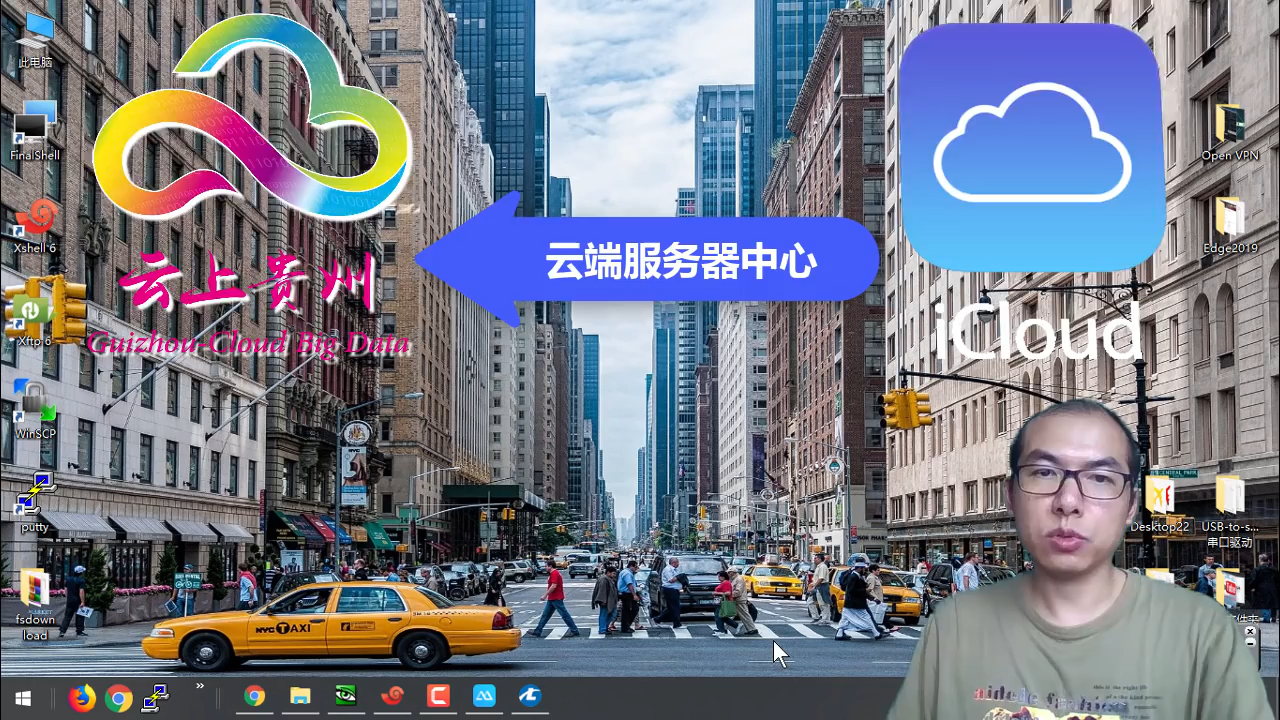 此电脑
FinalShell
Xshell 6
Xftp 6
WinSCP
putty
fsdown
load
云上贵州
Guizhou-Cloud Big Data
云端服务器中心
iCloud
Open VPN
Edge2019
Desktop22
USB-to-s...
串口驱动
NYC TAXI